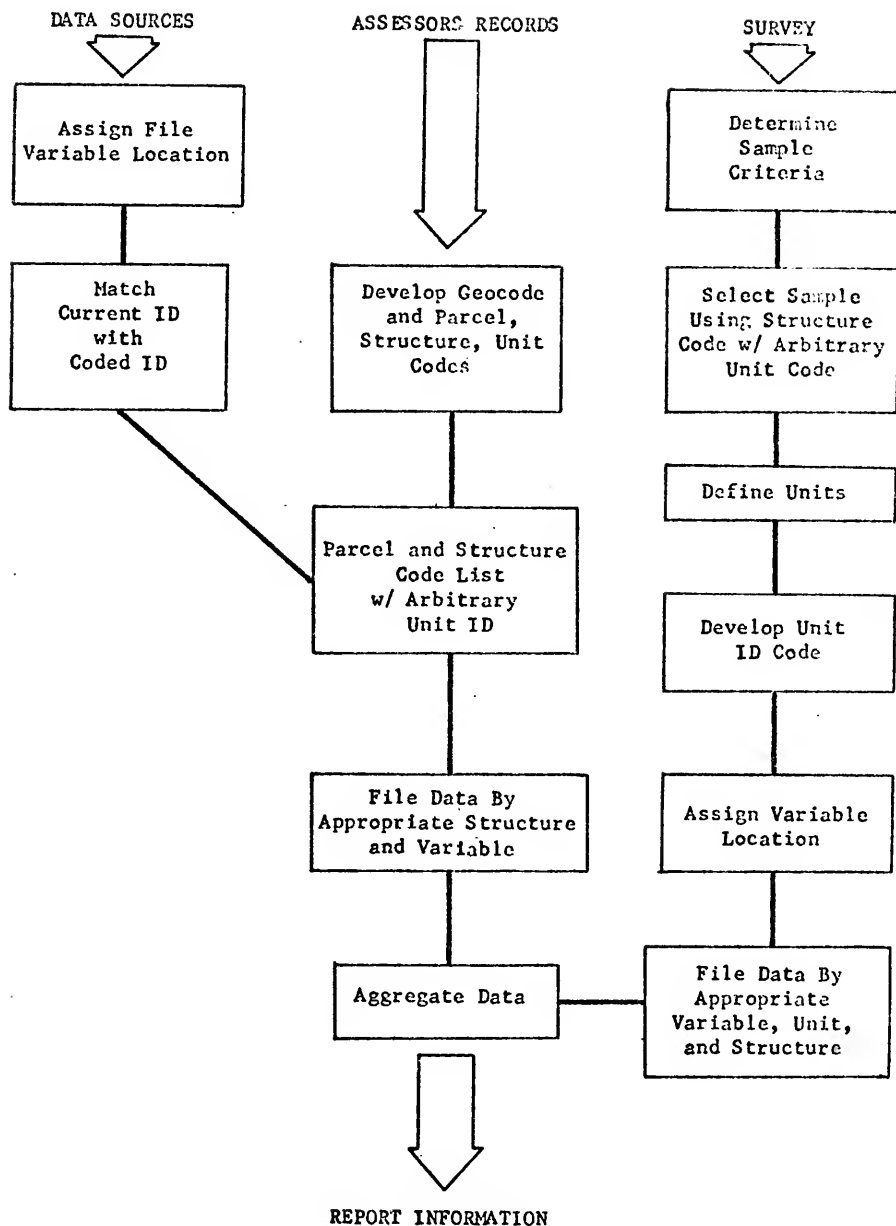 DATA SOURCES
ASSESSORS RECORDS
SURVEY
Assign File
Variable Location
Determine
Sample
Criteria
Match
Current ID
with
Coded ID
Develop Geocode
and Parcel,
Structure, Unit
Codes
Select Sample
Using Structure
Code w/ Arbitrary
Unit Code
Define Units
Parcel and Structure
Code List
w/ Arbitrary
Unit ID
Develop Unit
ID Code
File Data By
Appropriate Structure
and Variable
Assign Variable
Location
Aggregate Data
File Data By
Appropriate
Variable, Unit,
and Structure
REPORT INFORMATION